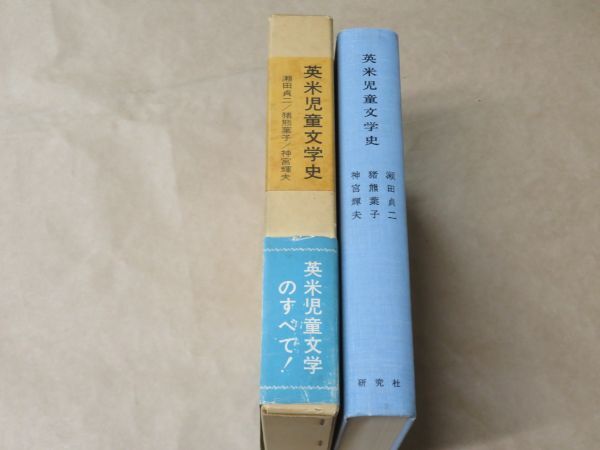 英米児童文学史
瀬田貞二/猪熊葉子/神宮輝夫
英米児童文学
のすべて!
英米児童文学史
瀬田貞二
猪熊葉子
神宮輝夫
研究社